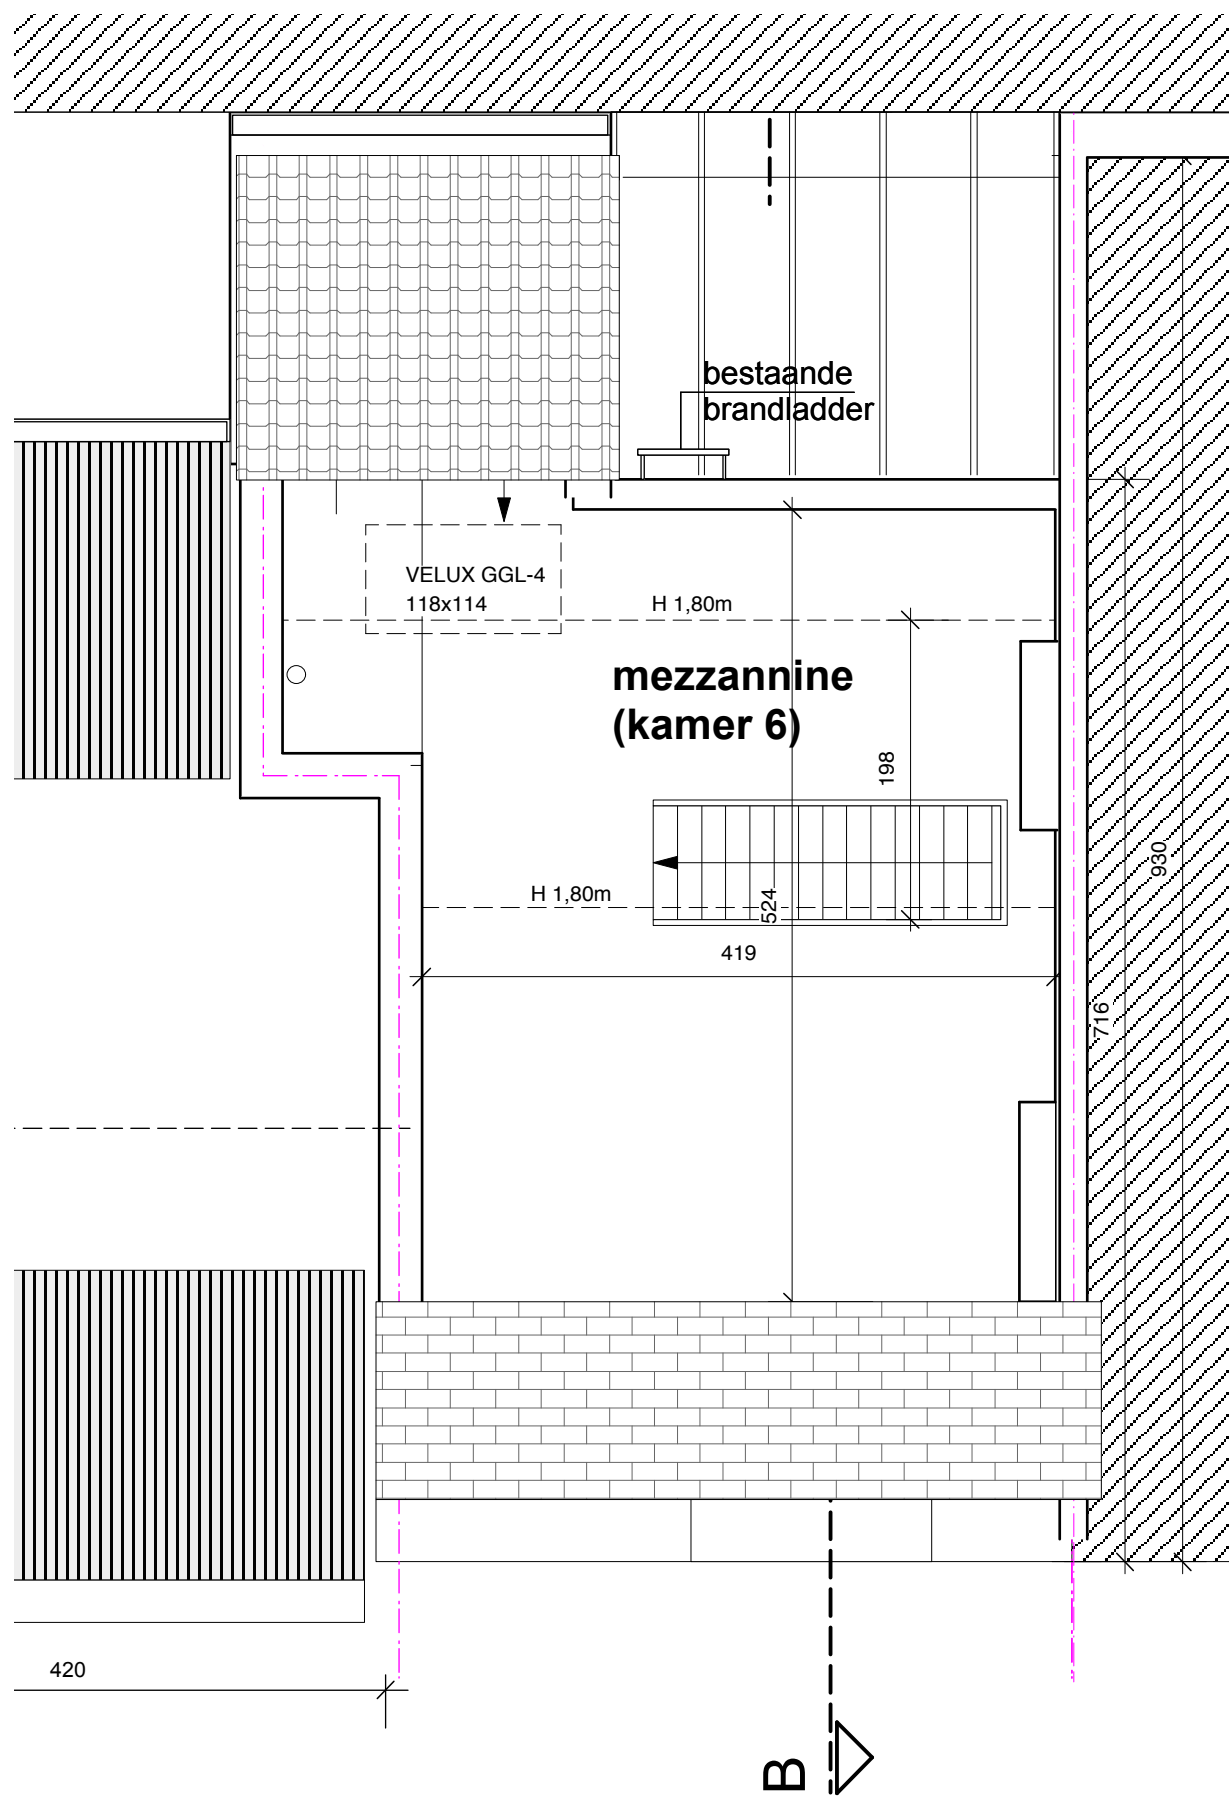 bestaande
brandladder
VELUX GGL-4
118x114
H 1,80m
mezzannine
(kamer 6)
198
930
H 1,80m
524
419
716
420
B